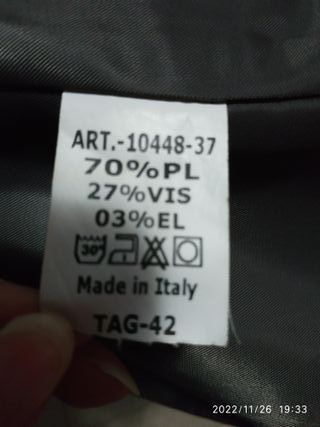 ART.-10448-37
70%PL
27%VIS
03%EL
30°
Made in Italy
TAG-42
2022/11/26 19:33